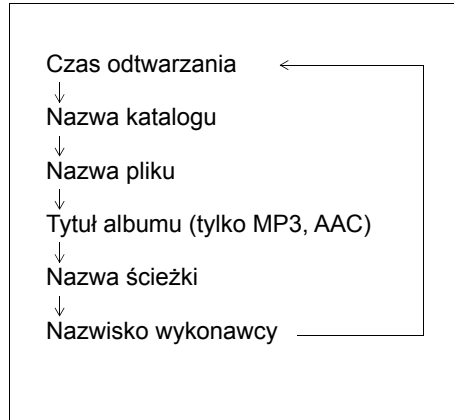 Czas odtwarzania
Nazwa katalogu
Nazwa pliku
Tytuł albumu (tylko MP3, AAC)
Nazwa ścieżki
Nazwisko wykonawcy